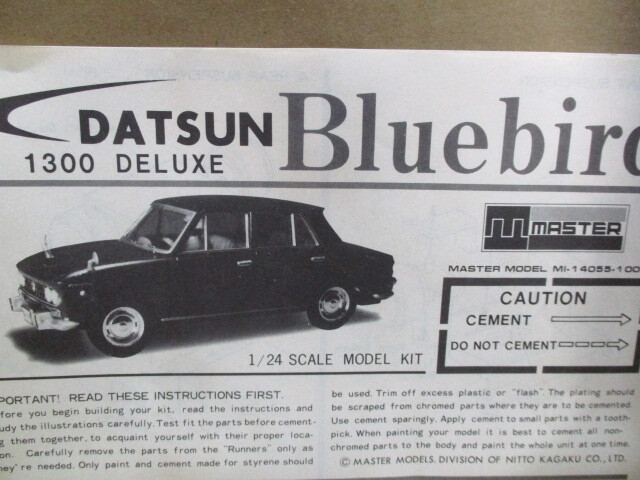 DATSUN Bluebird
1300 DELUXE
MASTER
MASTER MODEL MI-14055-100
CAUTION
CEMENT
DO NOT CEMENT
1/24 SCALE MODEL KIT
PORTANT! READ THESE INSTRUCTIONS FIRST.
fore you begin building your kit, read the instructions and
udy the illustrations carefully. Test fit the parts before cement-
g them together, to acquaint yourself with their proper loca-
on. Carefully remove the parts from the "Runners" only as
ney're needed. Only paint and cement made for styrene should
be used. Trim off excess plastic or "flash". The plating should
be scraped from chromed parts where they are to be cemented.
Use cement sparingly. Apply cement to small parts with a tooth-
pick. When painting your model it is best to cement all non-
chromed parts to the body and paint the whole unit at one time.
© MASTER MODELS, DIVISION OF NITTO KAGAKU CO., LTD.